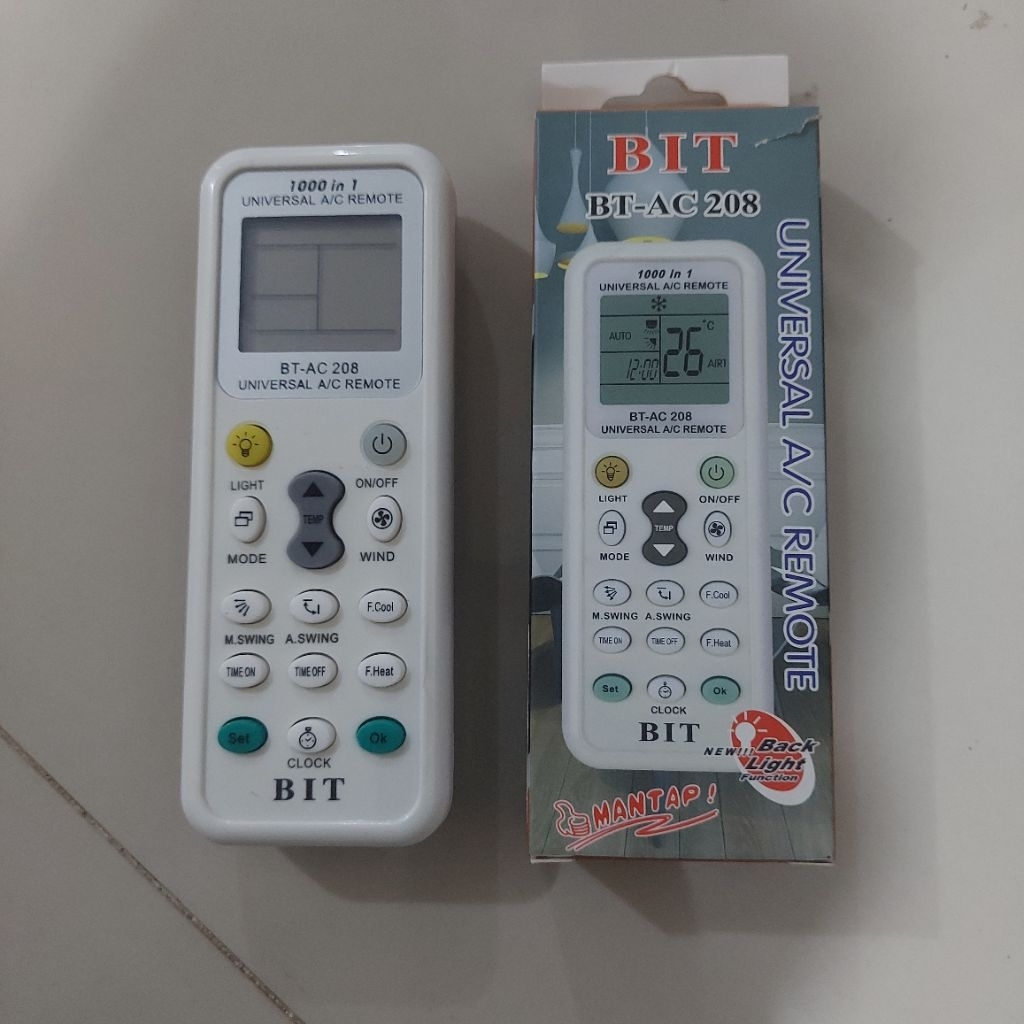 1000 in 1
UNIVERSAL A/C REMOTE
BT-AC 208
UNIVERSAL A/C REMOTE
LIGHT
ON/OFF
TEMP
MODE
WIND
F.Cool
M.SWING
A.SWING
TIME ON
TIME OFF
F.Heat
Set
Ok
CLOCK
BIT
BIT
BT-AC 208
1000 in 1
UNIVERSAL A/C REMOTE
AUTO
26 °C
12:00
AIR1
BT-AC 208
UNIVERSAL A/C REMOTE
LIGHT
ON/OFF
TEMP
MODE
WIND
F.Cool
M.SWING
A.SWING
TIME ON
TIME OFF
F.Heat
Set
Ok
CLOCK
BIT
UNIVERSAL A/C REMOTE
NEW!!! Back
Light
Function
MANTAP!